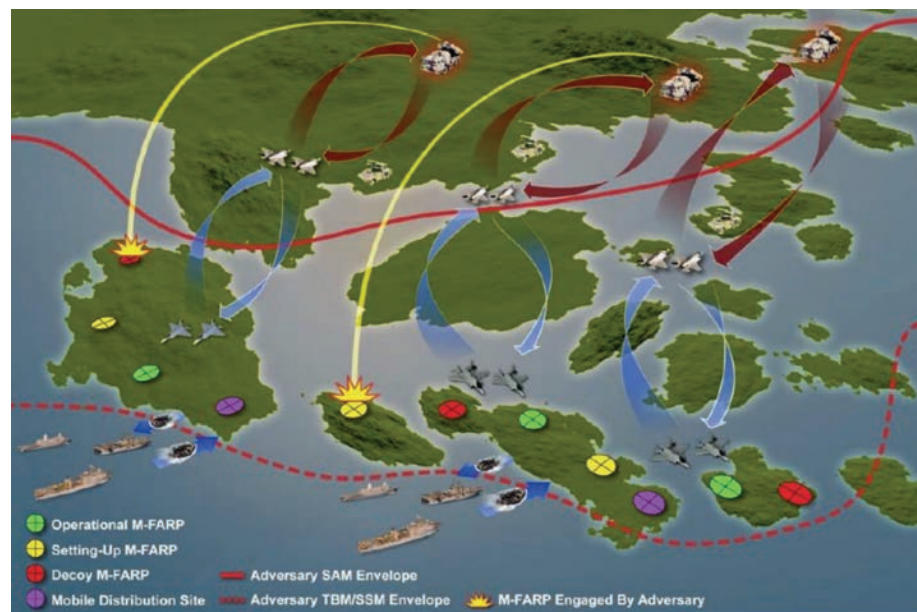 Operational M-FARP
Setting-Up M-FARP
Decoy M-FARP
Mobile Distribution Site
Adversary SAM Envelope
Adversary TBM/SSM Envelope
M-FARP Engaged By Adversary